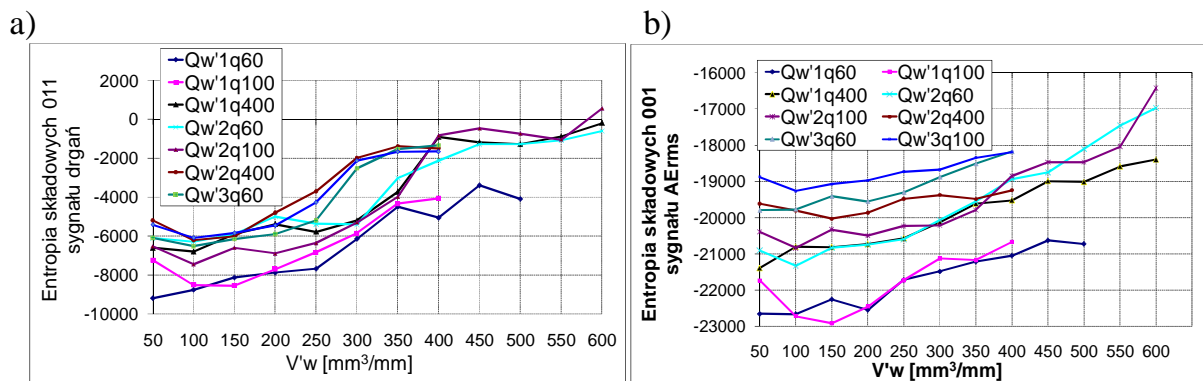 a)
Entropia składowych 011
sygnału drgań
Qw'1q60
Qw'1q100
Qw'1q400
Qw'2q60
Qw'2q100
Qw'2q400
Qw'3q60
2000
0
-2000
-4000
-6000
-8000
-10000
50 100 150 200 250 300 350 400 450 500 550 600
V'w [mm³/mm]
b)
Entropia składowych 001
sygnału AErms
Qw'1q60 Qw'1q100
Qw'1q400 Qw'2q60
Qw'2q100 Qw'2q400
Qw'3q60 Qw'3q100
-16000
-17000
-18000
-19000
-20000
-21000
-22000
-23000
50 100 150 200 250 300 350 400 450 500 550 600
V'w [mm³/mm]